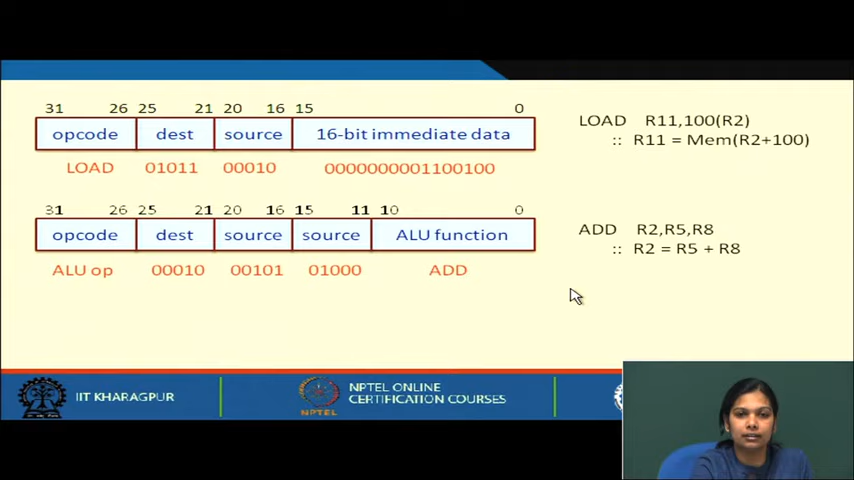 31 26 25 21 20 16 15 0
opcode dest source 16-bit immediate data
LOAD 01011 00010 0000000001100100
LOAD R11,100(R2)
:: R11 = Mem(R2+100)
31 26 25 21 20 16 15 11 10 0
opcode dest source source ALU function
ALU op 00010 00101 01000 ADD
ADD R2,R5,R8
:: R2 = R5 + R8
IIT KHARAGPUR
NPTEL
NPTEL ONLINE
CERTIFICATION COURSES